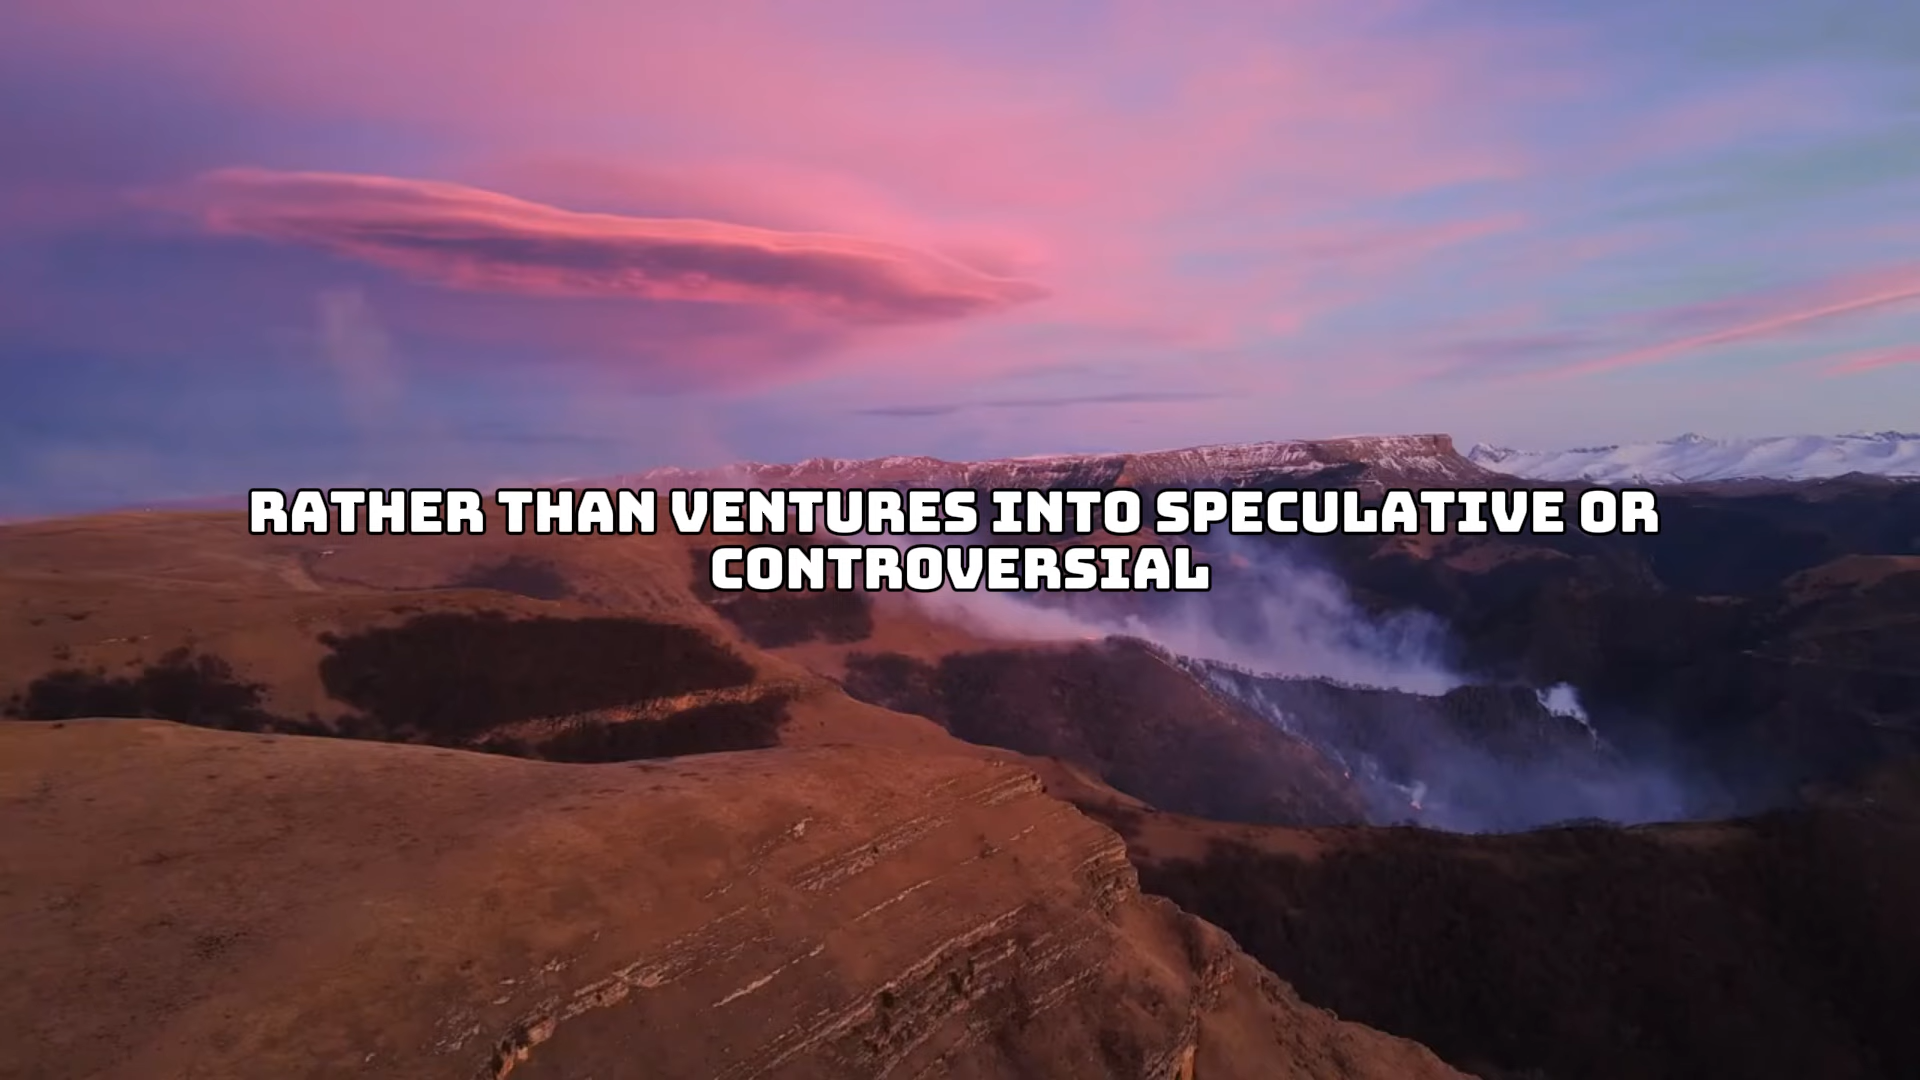 RATHER THAN VENTURES INTO SPECULATIVE OR
CONTROVERSIAL